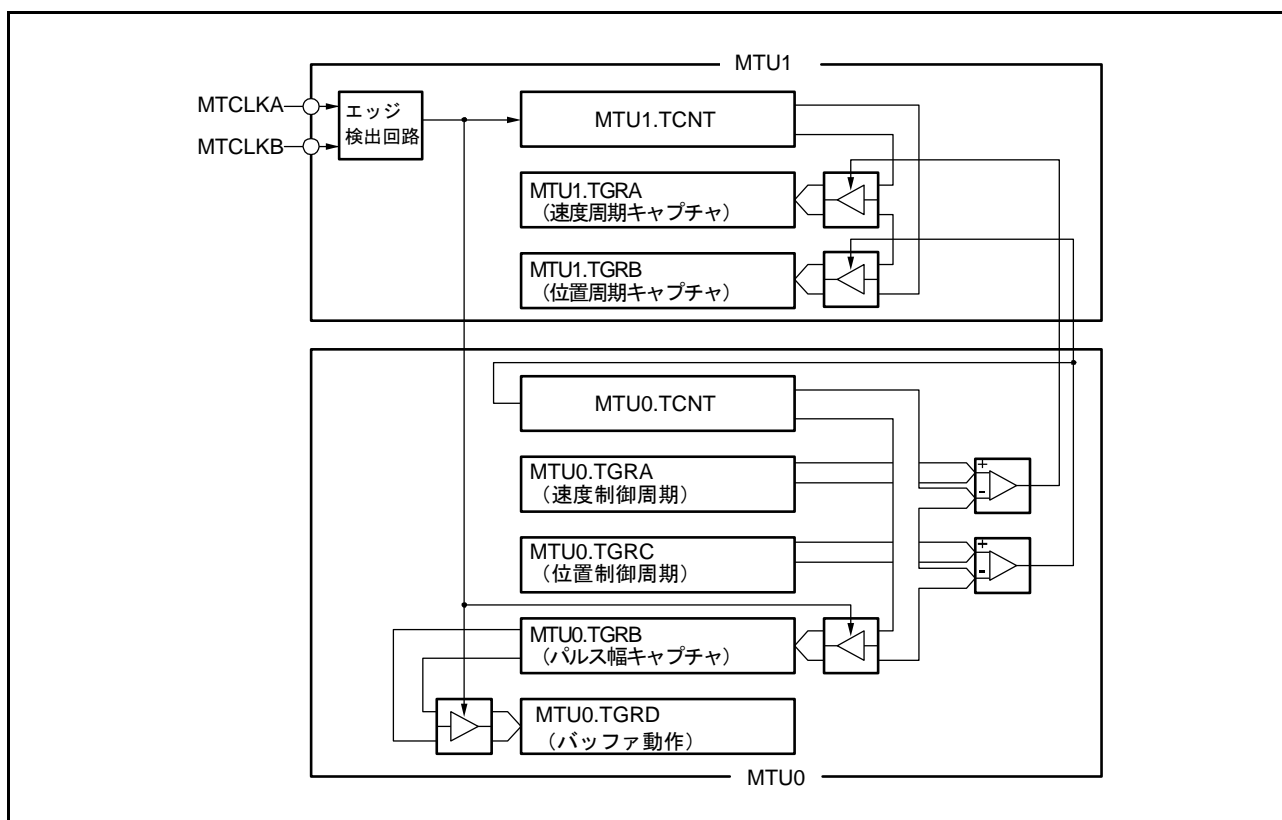 MTU1
MTCLKA
MTCLKB
エッジ
検出回路
MTU1.TCNT
MTU1.TGRA
(速度周期キャプチャ)
MTU1.TGRB
(位置周期キャプチャ)
MTU0.TCNT
MTU0.TGRA
(速度制御周期)
+
-
MTU0.TGRC
(位置制御周期)
+
-
MTU0.TGRB
(パルス幅キャプチャ)
MTU0.TGRD
(バッファ動作)
MTU0